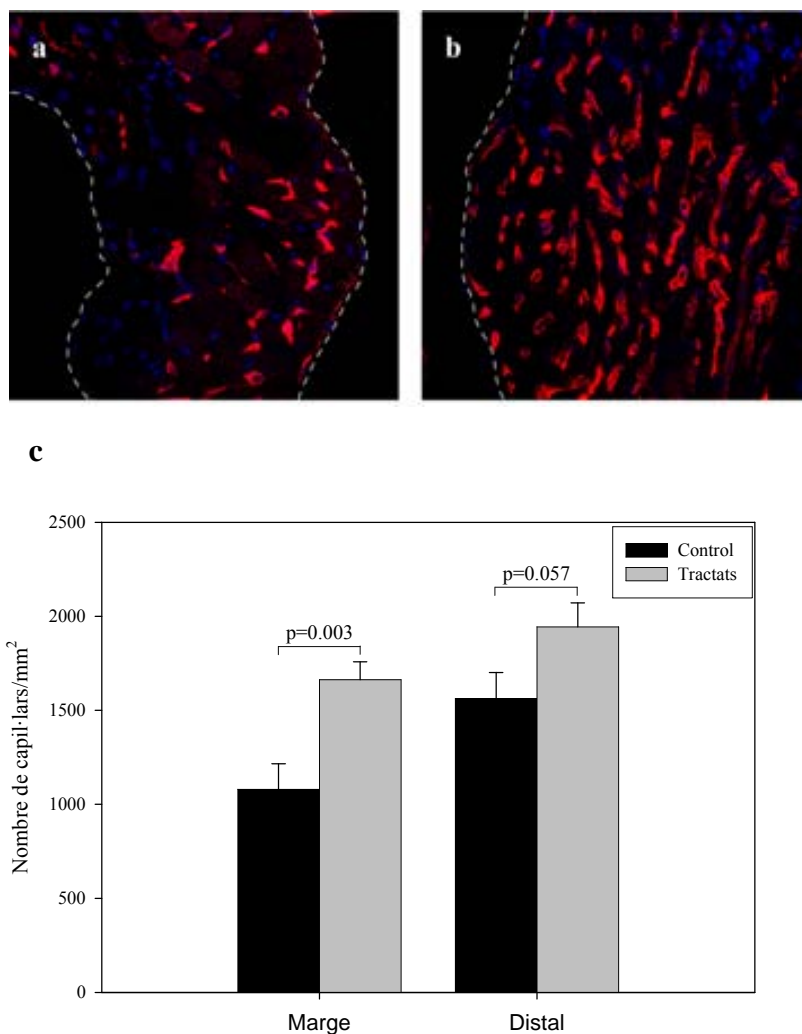 a
b
c
Nombre de capil·lars/mm²
2500
2000
1500
1000
500
0
p=0.003
p=0.057
Control
Tractats
Marge
Distal